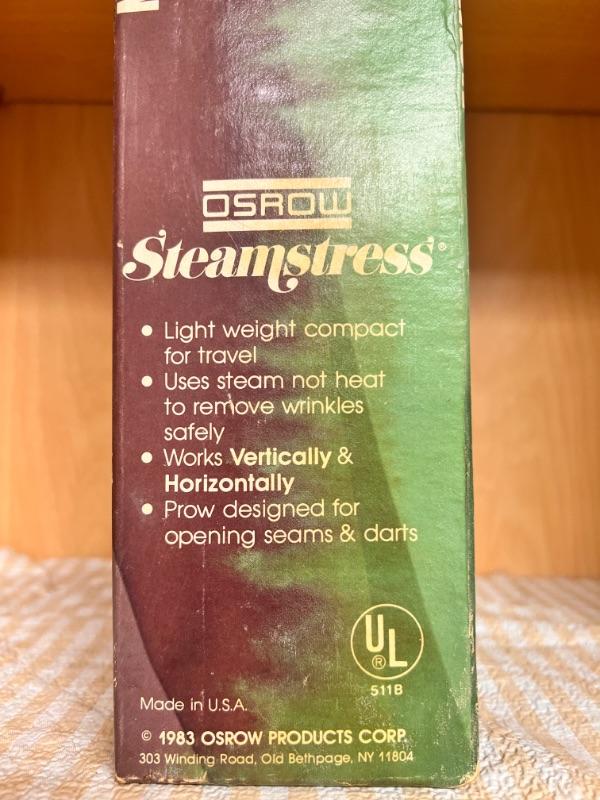 OSROW
Steamstress®
• Light weight compact
for travel
• Uses steam not heat
to remove wrinkles
safely
• Works Vertically &
Horizontally
• Prow designed for
opening seams & darts
UL
®
511B
Made in U.S.A.
© 1983 OSROW PRODUCTS CORP.
303 Winding Road, Old Bethpage, NY 11804